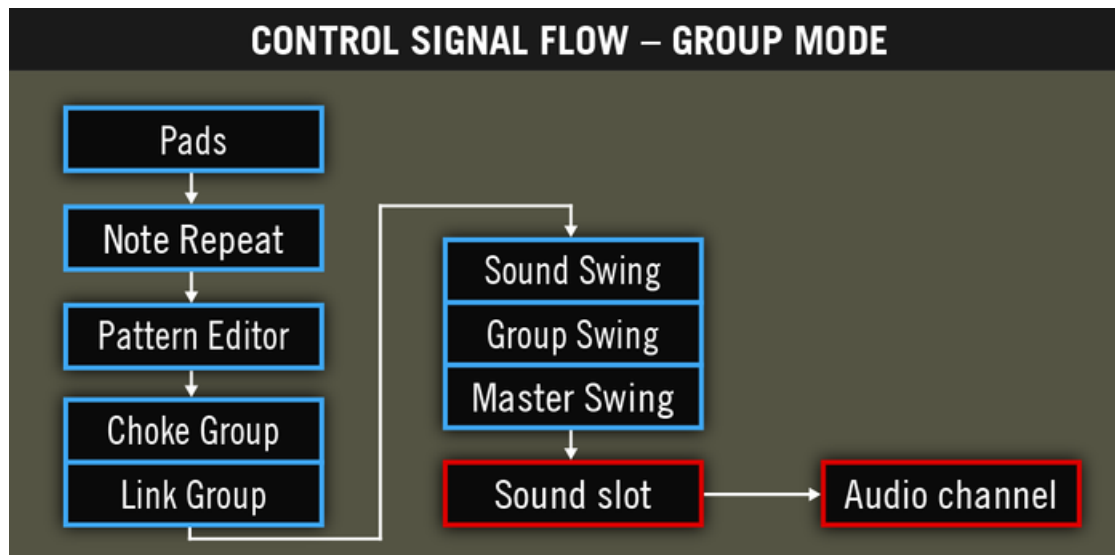 CONTROL SIGNAL FLOW – GROUP MODE
Pads
Note Repeat
Pattern Editor
Choke Group
Link Group
Sound Swing
Group Swing
Master Swing
Sound slot
Audio channel